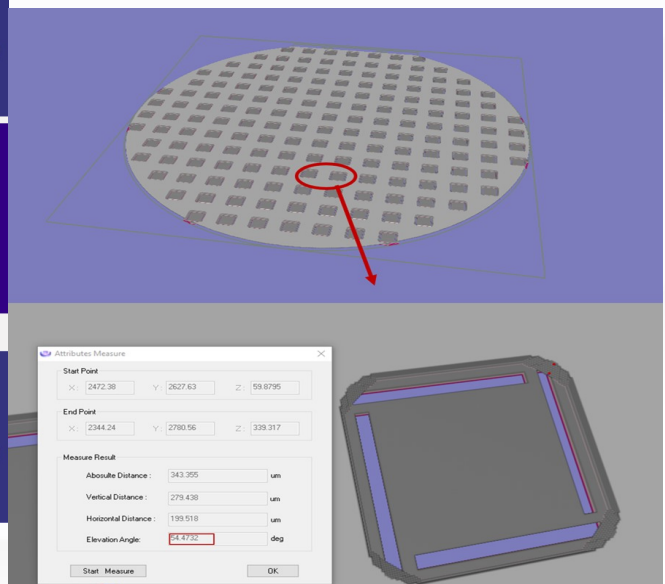 Attributes Measure
Start Point
X: 2472.38 Y: 2627.63 Z: 59.8795
End Point
X: 2344.24 Y: 2780.56 Z: 339.317
Measure Result
Abosulte Distance : 343.355 um
Vertical Distance : 279.438 um
Horizontal Distance : 199.518 um
Elevation Angle: 54.4732 deg
Start Measure OK